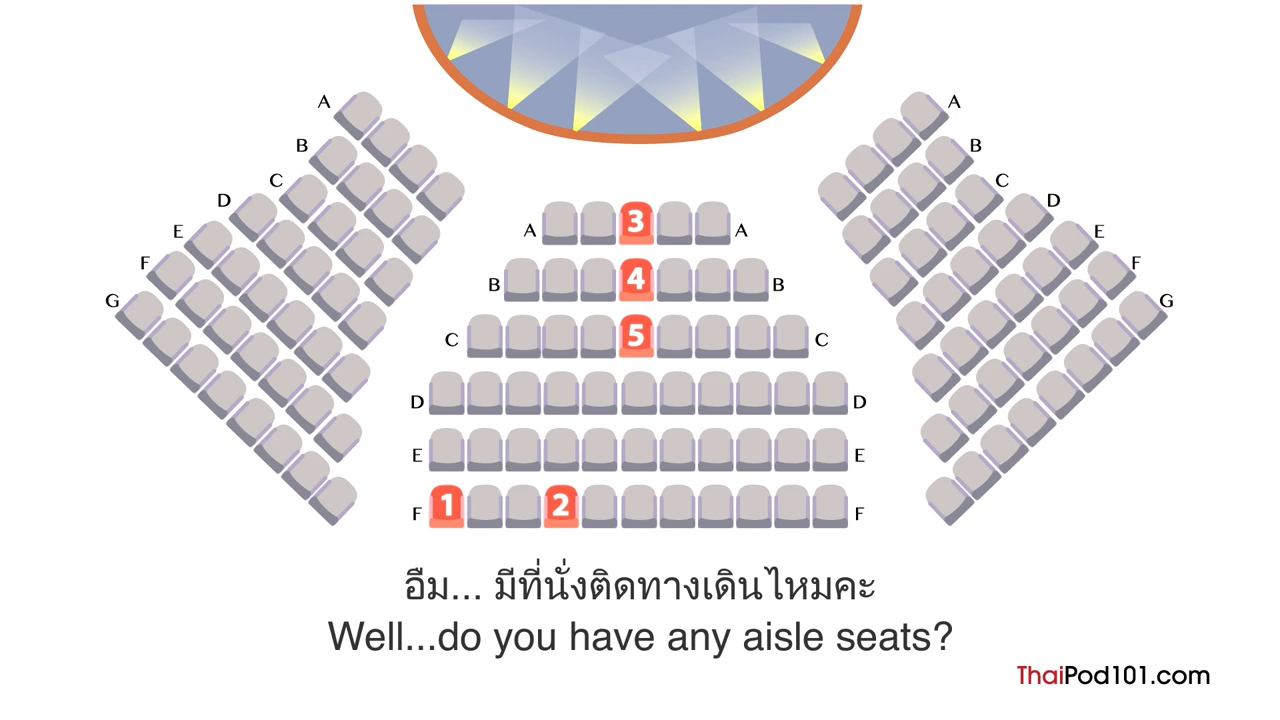 A
B
C
D
E
F
G
A
B
C
D
E
F
G
A 3 A
B 4 B
C 5 C
D D
E E
F 1 2 F
อืม... มีที่นั่งติดทางเดินไหมคะ
Well...do you have any aisle seats?
ThaiPod101.com